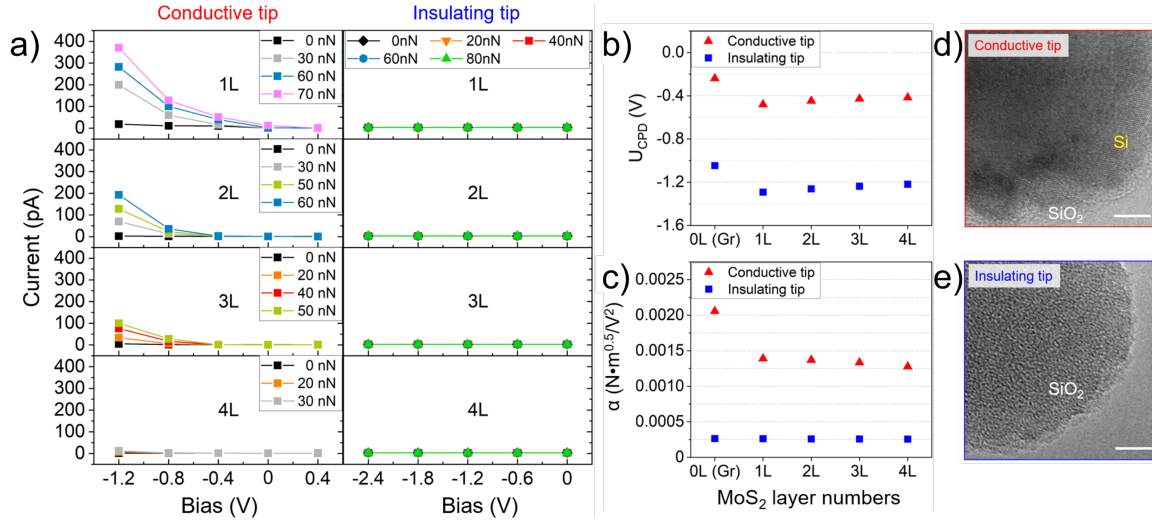 Conductive tip
Insulating tip
a)
Current (pA)
400
300
200
100
0
1L
0 nN
30 nN
60 nN
70 nN
0nN
20nN
40nN
60nN
80nN
1L
400
300
200
100
0
2L
0 nN
30 nN
50 nN
60 nN
2L
400
300
200
100
0
3L
0 nN
20 nN
40 nN
50 nN
3L
400
300
200
100
0
4L
0 nN
20 nN
30 nN
4L
-1.2 -0.8 -0.4 0 0.4
Bias (V)
-2.4 -1.8 -1.2 -0.6 0
Bias (V)
b)
U_CPD (V)
0.0
-0.4
-0.8
-1.2
-1.6
Conductive tip
Insulating tip
0L (Gr) 1L 2L 3L 4L
c)
α (N•m^0.5/V^2)
0.0025
0.0020
0.0015
0.0010
0.0005
0
Conductive tip
Insulating tip
0L (Gr) 1L 2L 3L 4L
MoS₂ layer numbers
d)
Conductive tip
Si
SiO₂
e)
Insulating tip
SiO₂